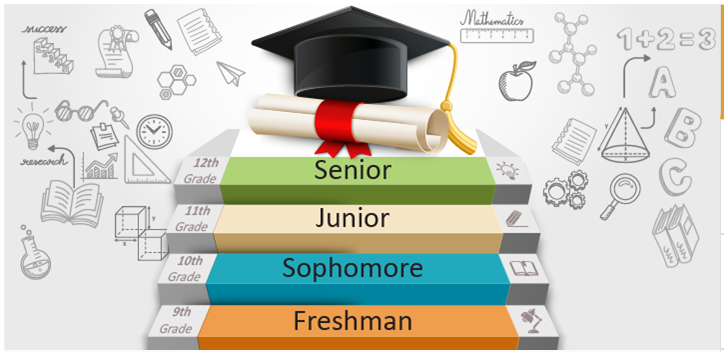 success
Mathematics
1+2=3
A
B
C
research
y
x
y
x
12th
Grade
Senior
11th
Grade
Junior
10th
Grade
Sophomore
9th
Grade
Freshman